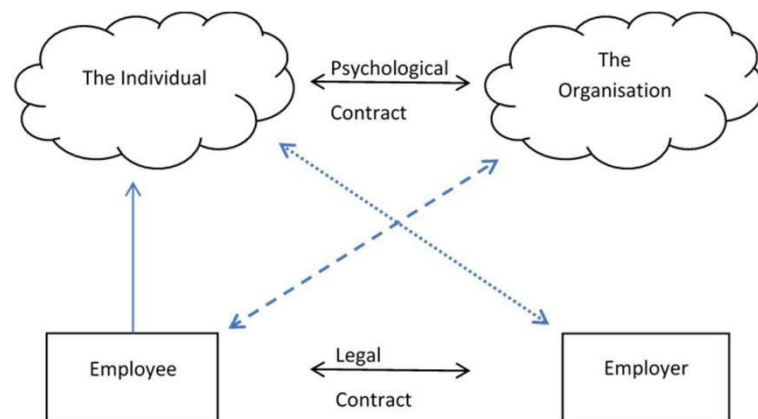 The Individual
Psychological
Contract
The
Organisation
Employee
Legal
Contract
Employer